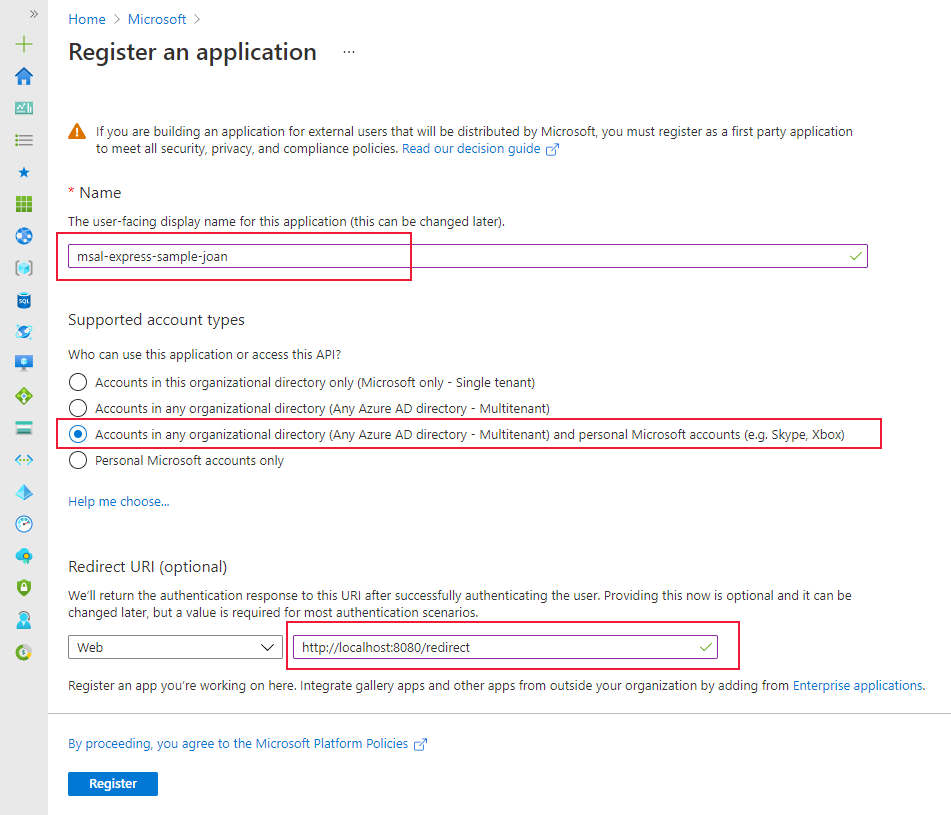 Home > Microsoft >
Register an application ...
If you are building an application for external users that will be distributed by Microsoft, you must register as a first party application
to meet all security, privacy, and compliance policies. Read our decision guide
* Name
The user-facing display name for this application (this can be changed later).
msal-express-sample-joan
Supported account types
Who can use this application or access this API?
Accounts in this organizational directory only (Microsoft only - Single tenant)
Accounts in any organizational directory (Any Azure AD directory - Multitenant)
Accounts in any organizational directory (Any Azure AD directory - Multitenant) and personal Microsoft accounts (e.g. Skype, Xbox)
Personal Microsoft accounts only
Help me choose...
Redirect URI (optional)
We'll return the authentication response to this URI after successfully authenticating the user. Providing this now is optional and it can be
changed later, but a value is required for most authentication scenarios.
Web http://localhost:8080/redirect
Register an app you're working on here. Integrate gallery apps and other apps from outside your organization by adding from Enterprise applications.
By proceeding, you agree to the Microsoft Platform Policies
Register
SQL